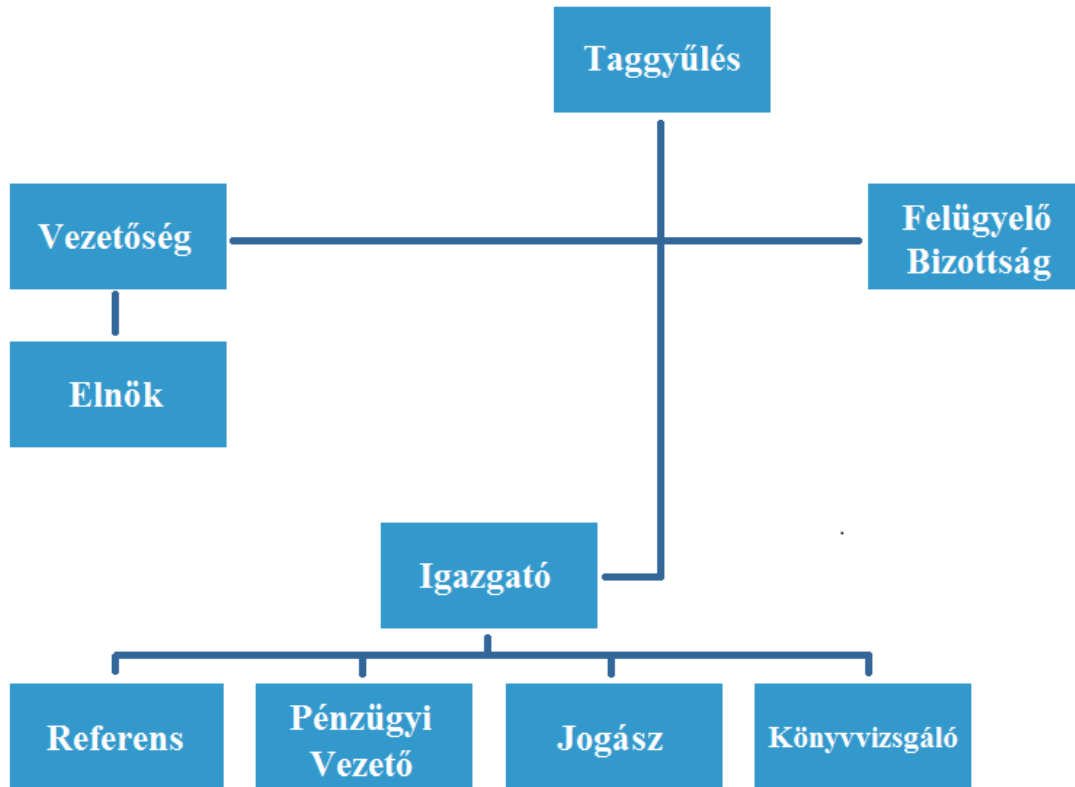 Taggyűlés
Vezetőség
Felügyelő
Bizottság
Elnök
Igazgató
Referens
Pénzügyi
Vezető
Jogász
Könyvvizsgáló